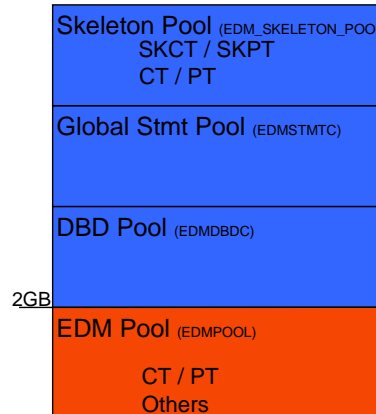 Skeleton Pool (EDM_SKELETON_POO
SKCT / SKPT
CT / PT
Global Stmt Pool (EDMSTMTC)
DBD Pool (EDMDBDC)
2GB
EDM Pool (EDMPOOL)
CT / PT
Others